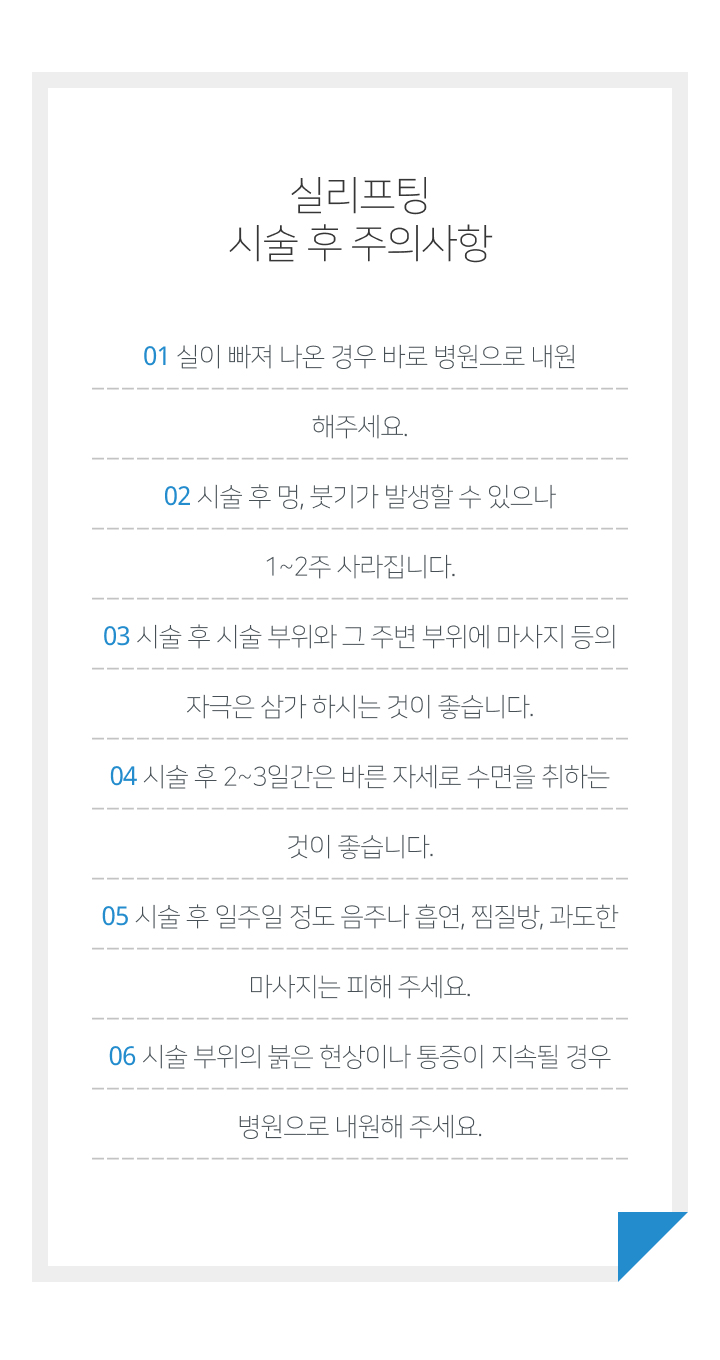 실리프팅
시술 후 주의사항
01 실이 빠져 나온 경우 바로 병원으로 내원
해주세요.
02 시술 후 멍, 붓기가 발생할 수 있으나
1~2주 사라집니다.
03 시술 후 시술 부위와 그 주변 부위에 마사지 등의
자극은 삼가 하시는 것이 좋습니다.
04 시술 후 2~3일간은 바른 자세로 수면을 취하는
것이 좋습니다.
05 시술 후 일주일 정도 음주나 흡연, 찜질방, 과도한
마사지는 피해 주세요.
06 시술 부위의 붉은 현상이나 통증이 지속될 경우
병원으로 내원해 주세요.